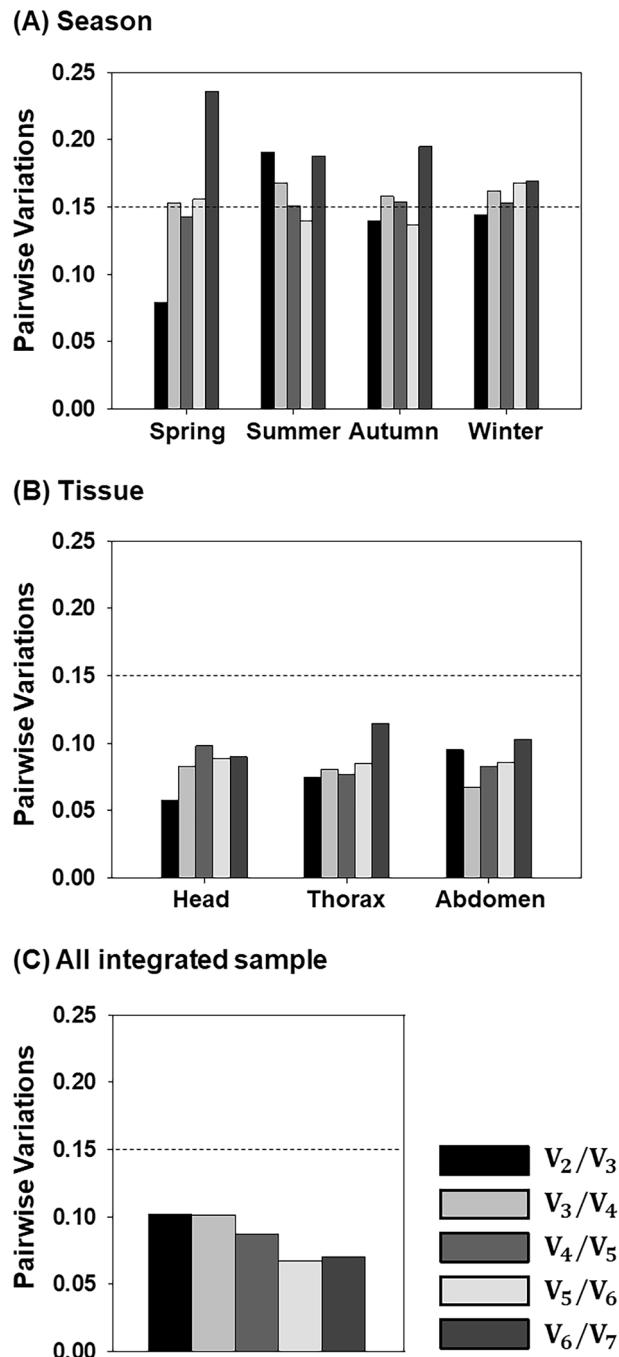 (A) Season
Pairwise Variations
0.25
0.20
0.15
0.10
0.05
0.00
Spring Summer Autumn Winter
(B) Tissue
Pairwise Variations
0.25
0.20
0.15
0.10
0.05
0.00
Head Thorax Abdomen
(C) All integrated sample
Pairwise Variations
0.25
0.20
0.15
0.10
0.05
0.00
V₂/V₃
V₃/V₄
V₄/V₅
V₅/V₆
V₆/V₇